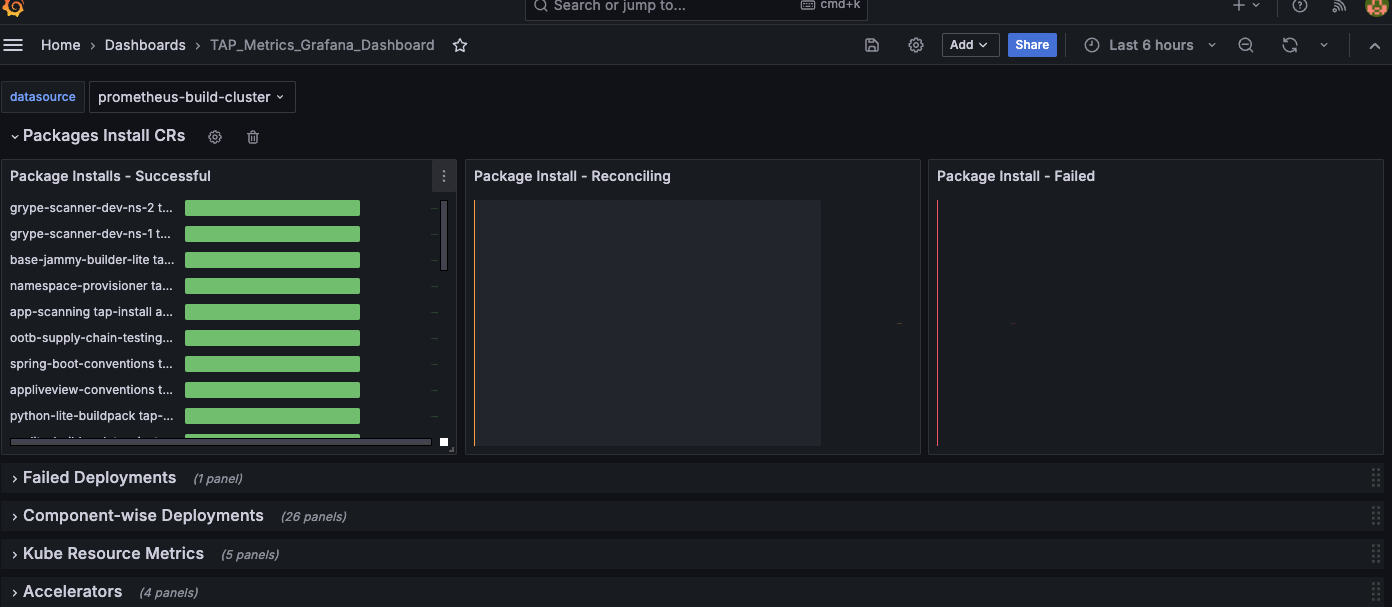 Search or jump to... cmd+k
Home › Dashboards › TAP_Metrics_Grafana_Dashboard Add Share Last 6 hours
datasource prometheus-build-cluster
Packages Install CRs
Package Installs - Successful
grype-scanner-dev-ns-2 t...
grype-scanner-dev-ns-1 t...
base-jammy-builder-lite ta...
namespace-provisioner ta...
app-scanning tap-install a...
ootb-supply-chain-testing...
spring-boot-conventions t...
appliveview-conventions t...
python-lite-buildpack tap-...
Package Install - Reconciling
Package Install - Failed
Failed Deployments (1 panel)
Component-wise Deployments (26 panels)
Kube Resource Metrics (5 panels)
Accelerators (4 panels)